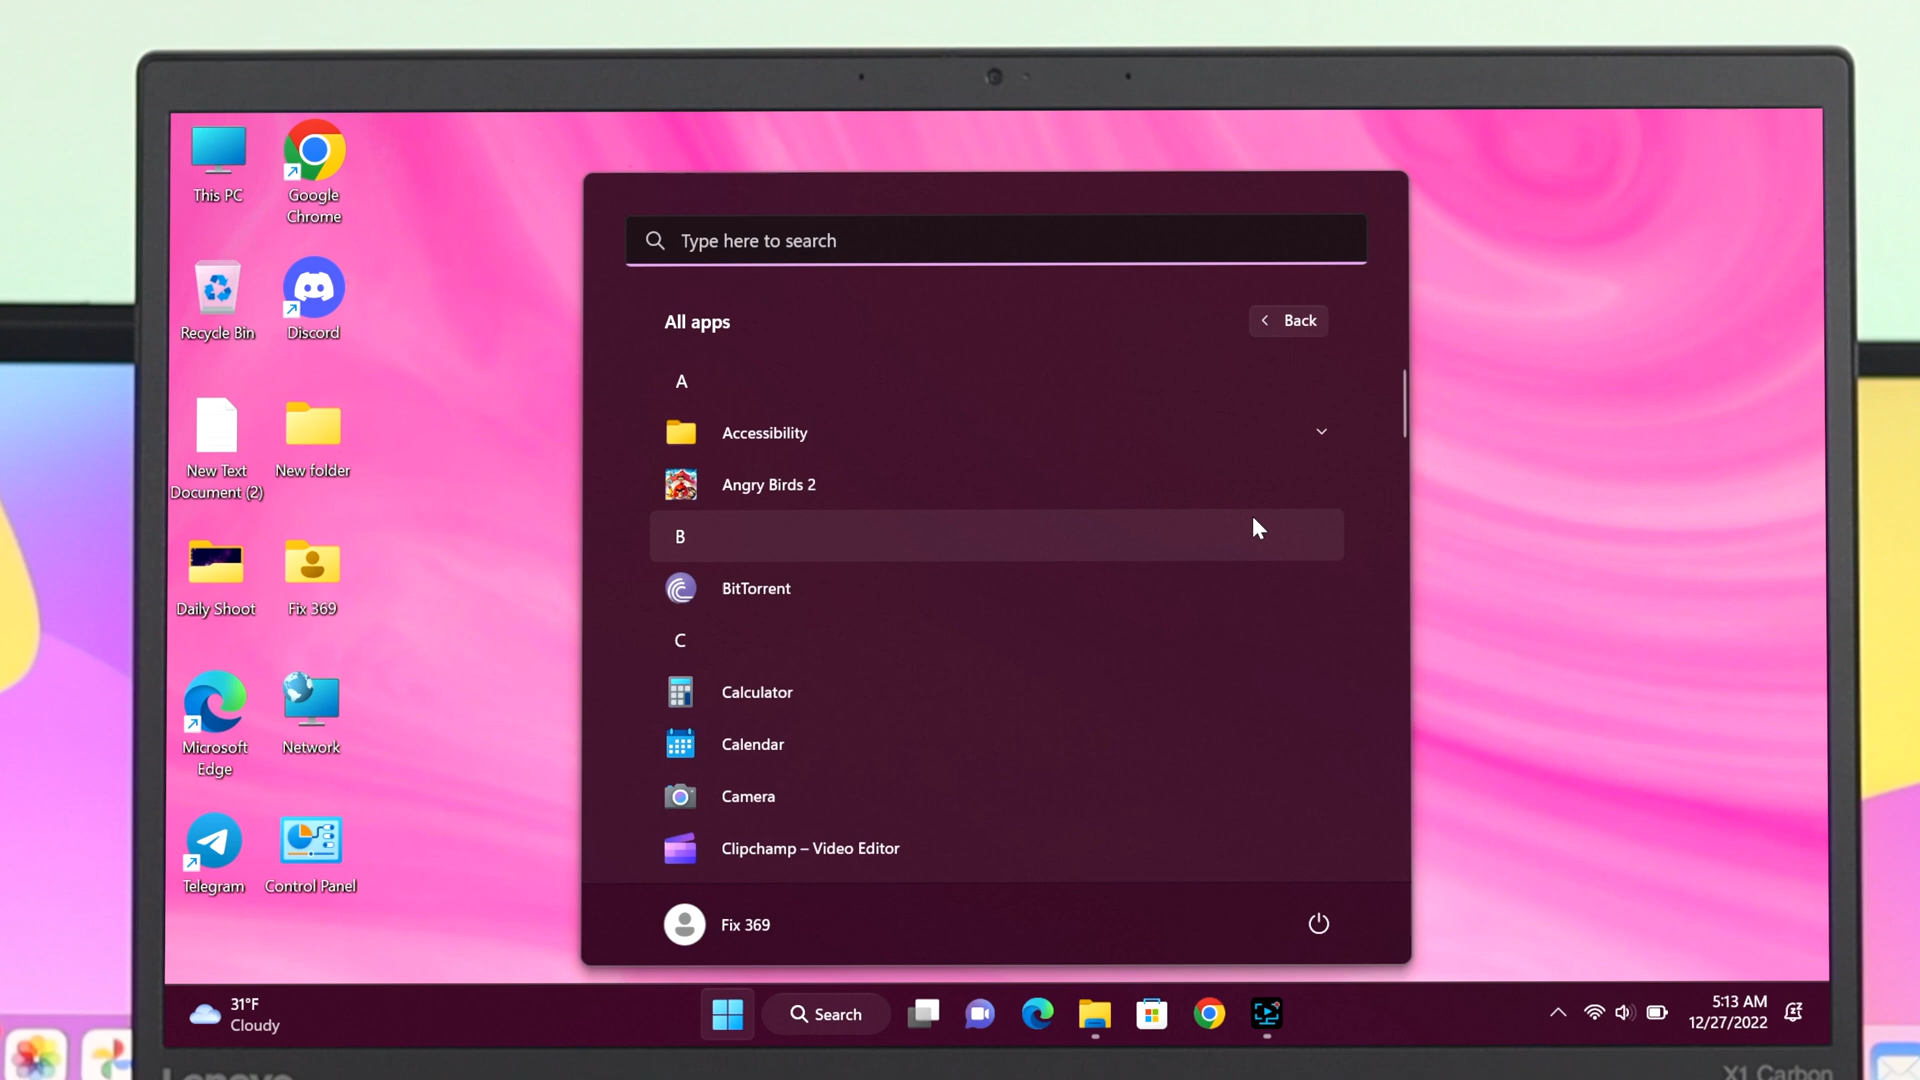 This PC
Google
Chrome
Recycle Bin
Discord
New Text
Document (2)
New folder
Daily Shoot
Fix 369
Microsoft
Edge
Network
Telegram
Control Panel
Type here to search
All apps
Back
A
Accessibility
Angry Birds 2
B
BitTorrent
C
Calculator
Calendar
Camera
Clipchamp – Video Editor
Fix 369
31°F
Cloudy
Search
5:13 AM
12/27/2022
Lenovo
X1 Carbon